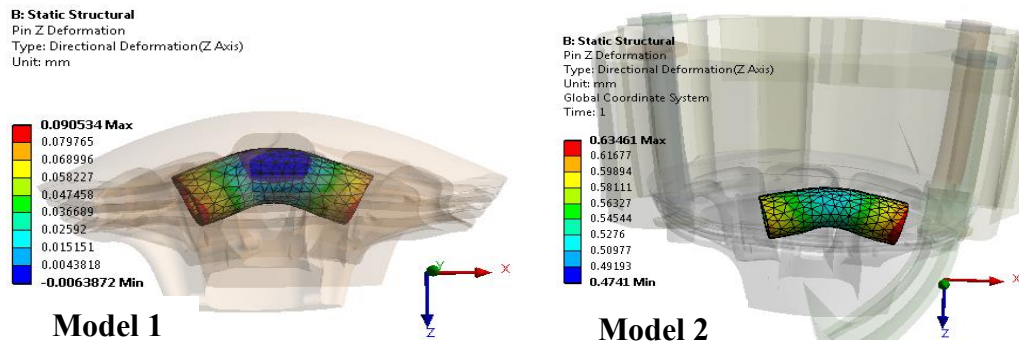 B: Static Structural
Pin Z Deformation
Type: Directional Deformation(Z Axis)
Unit: mm
0.090534 Max
0.079765
0.068996
0.058227
0.047458
0.036689
0.02592
0.015151
0.0043818
-0.0063872 Min
Y
X
Z
Model 1
B: Static Structural
Pin Z Deformation
Type: Directional Deformation(Z Axis)
Unit: mm
Global Coordinate System
Time: 1
0.63461 Max
0.61677
0.59894
0.58111
0.56327
0.54544
0.5276
0.50977
0.49193
0.4741 Min
X
Z
Model 2